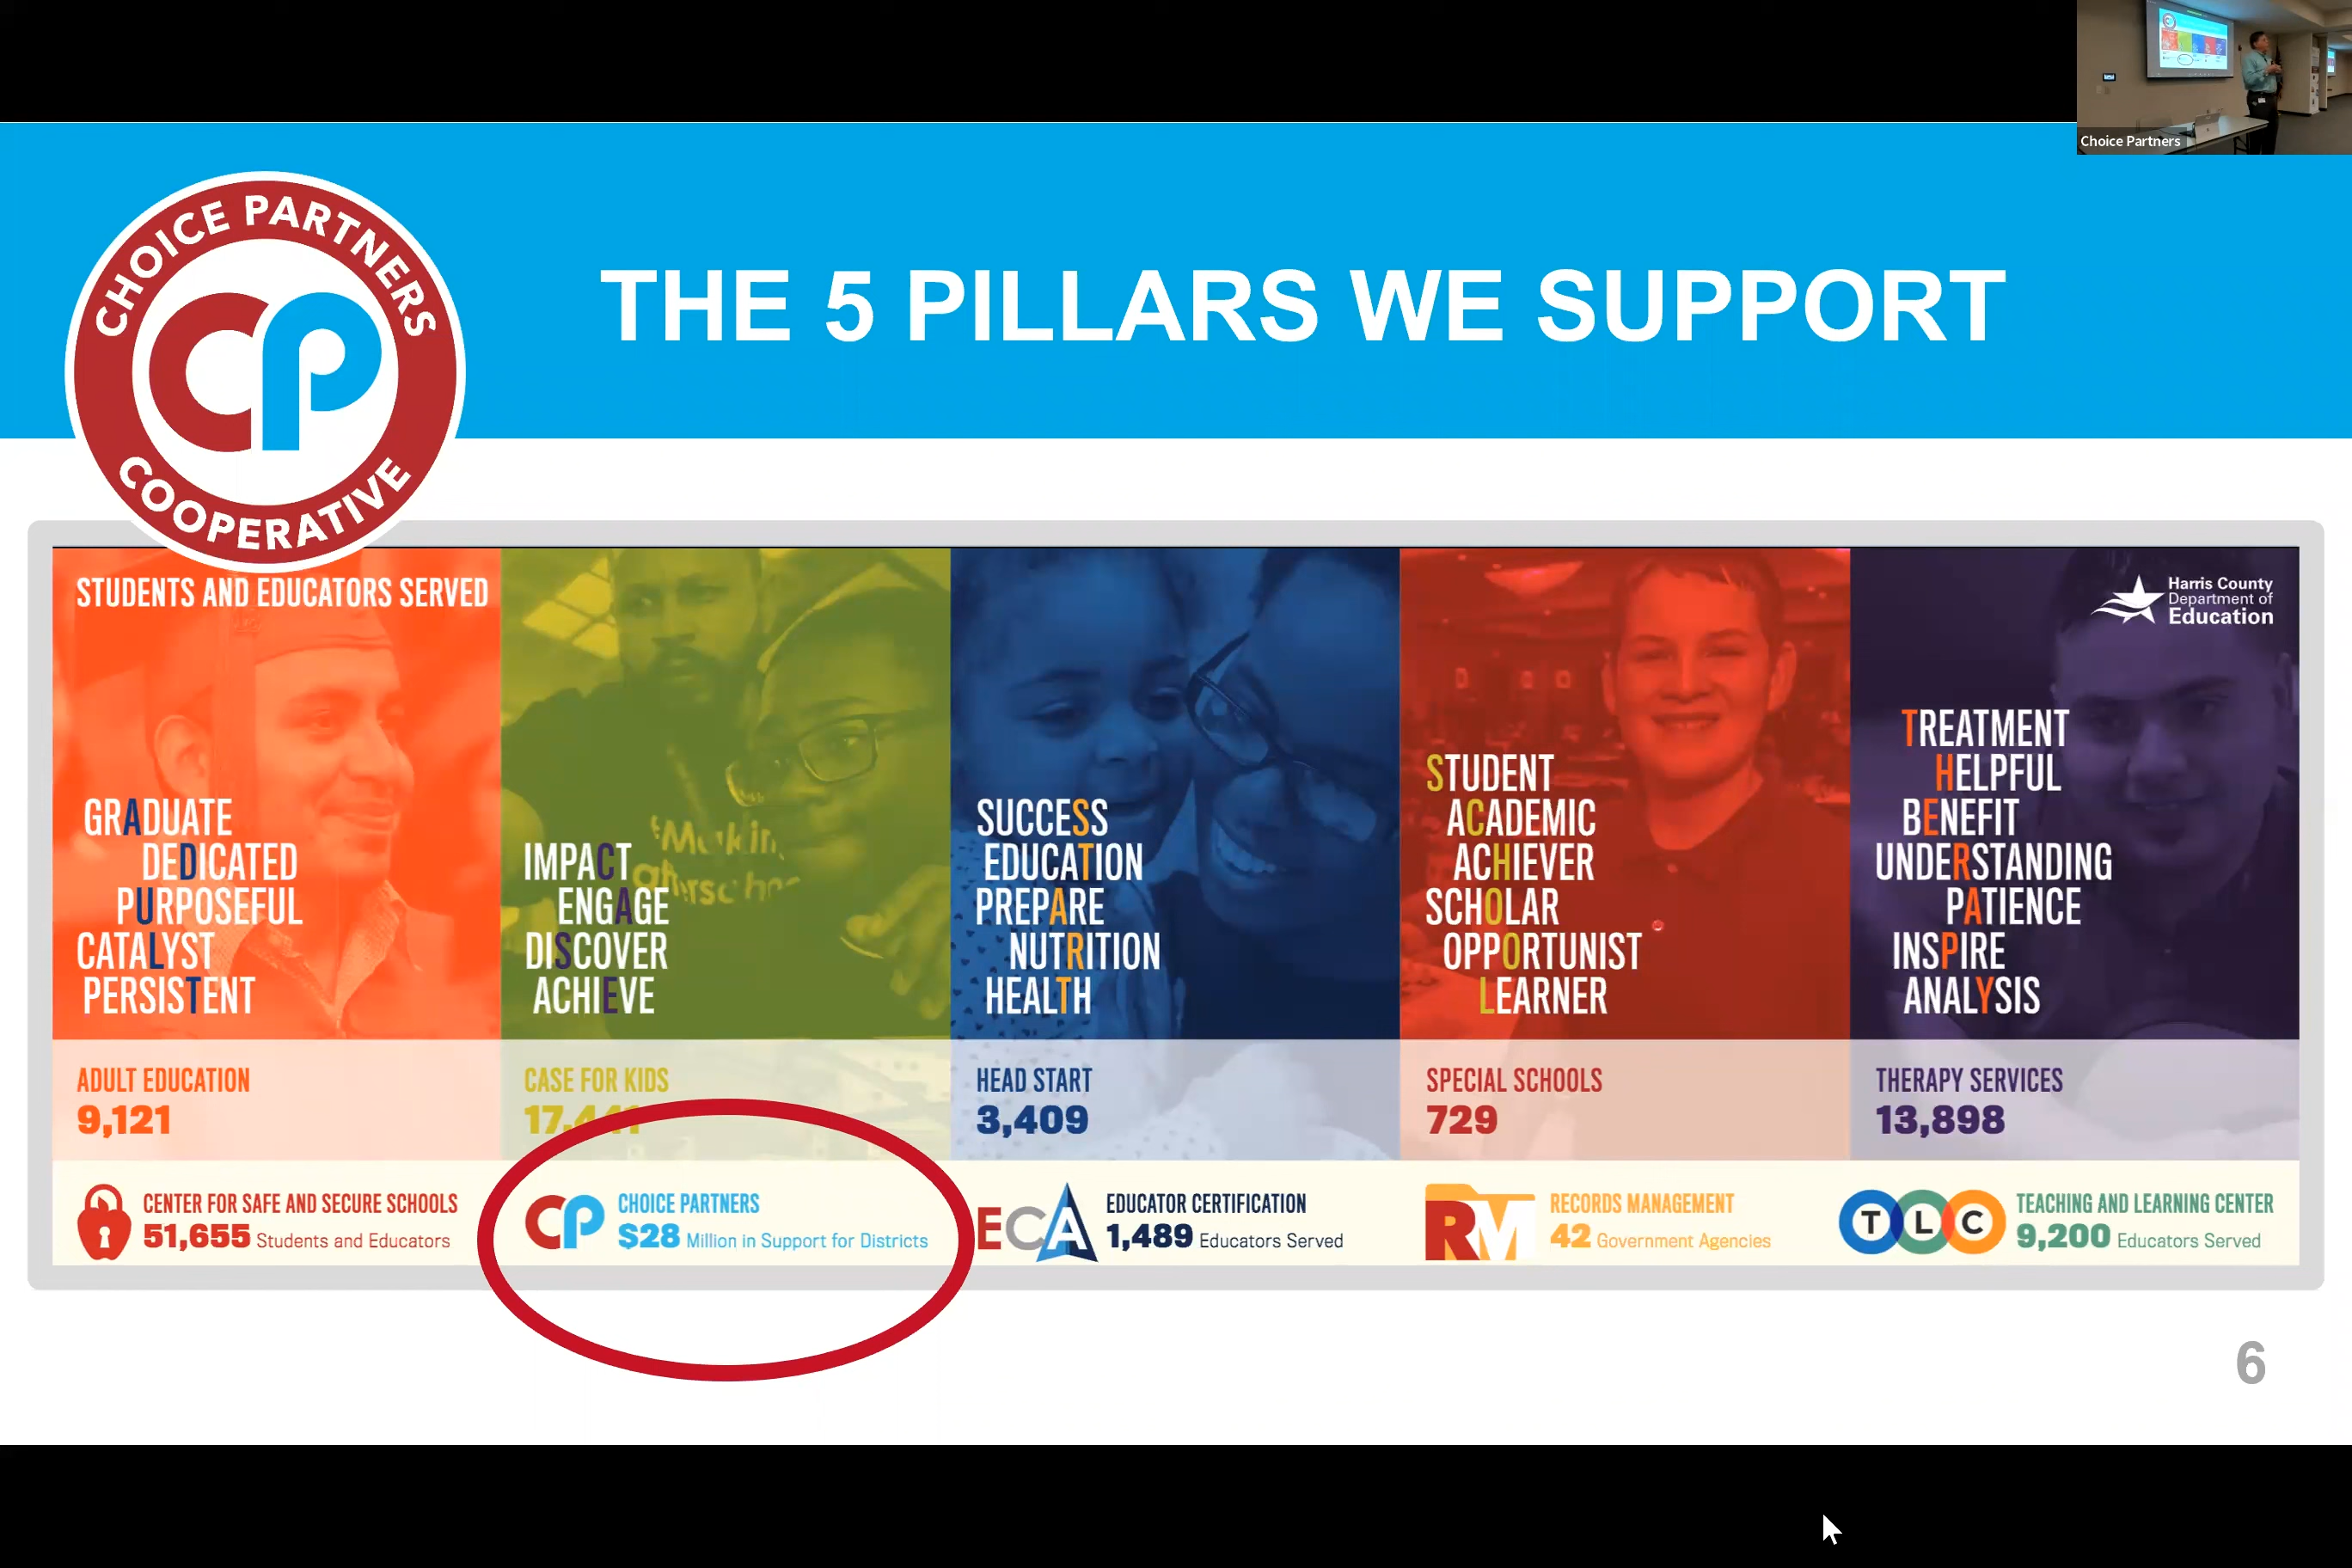 Choice Partners
CHOICE PARTNERS
CP
COOPERATIVE
THE 5 PILLARS WE SUPPORT
STUDENTS AND EDUCATORS SERVED
Harris County
Department of
Education
GRADUATE
DEDICATED
PURPOSEFUL
CATALYST
PERSISTENT
IMPACT
ENGAGE
DISCOVER
ACHIEVE
SUCCESS
EDUCATION
PREPARE
NUTRITION
HEALTH
STUDENT
ACADEMIC
ACHIEVER
SCHOLAR
OPPORTUNIST
LEARNER
TREATMENT
HELPFUL
BENEFIT
UNDERSTANDING
PATIENCE
INSPIRE
ANALYSIS
ADULT EDUCATION
9,121
CASE FOR KIDS
17,441
HEAD START
3,409
SPECIAL SCHOOLS
729
THERAPY SERVICES
13,898
CENTER FOR SAFE AND SECURE SCHOOLS
51,655 Students and Educators
CP
CHOICE PARTNERS
$28 Million in Support for Districts
ECA
EDUCATOR CERTIFICATION
1,489 Educators Served
RM
RECORDS MANAGEMENT
42 Government Agencies
TLC
TEACHING AND LEARNING CENTER
9,200 Educators Served
6